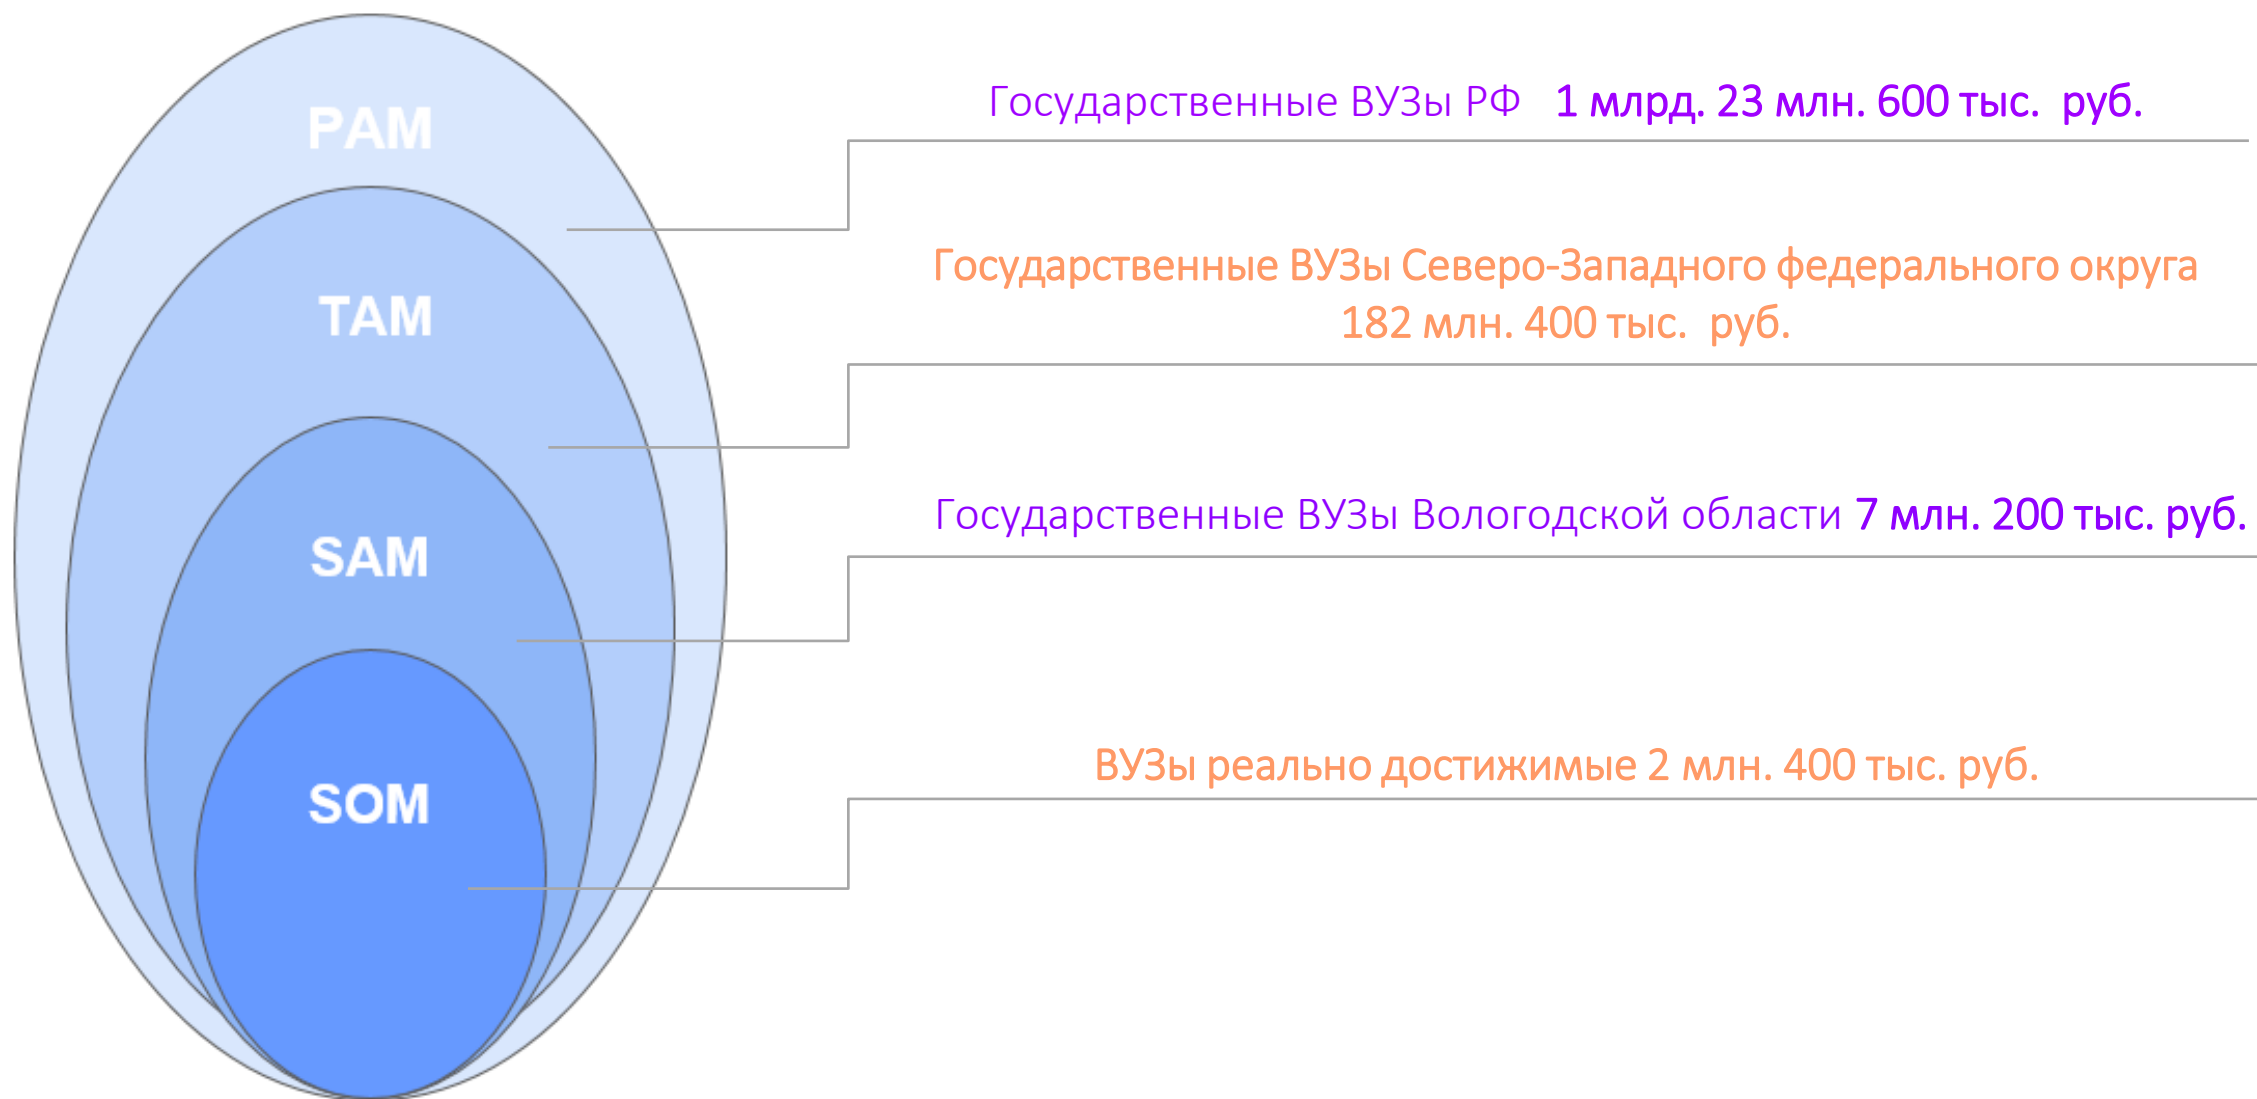 PAM
Государственные ВУЗы РФ 1 млрд. 23 млн. 600 тыс. руб.
TAM
Государственные ВУЗы Северо-Западного федерального округа
182 млн. 400 тыс. руб.
SAM
Государственные ВУЗы Вологодской области 7 млн. 200 тыс. руб.
SOM
ВУЗы реально достижимые 2 млн. 400 тыс. руб.